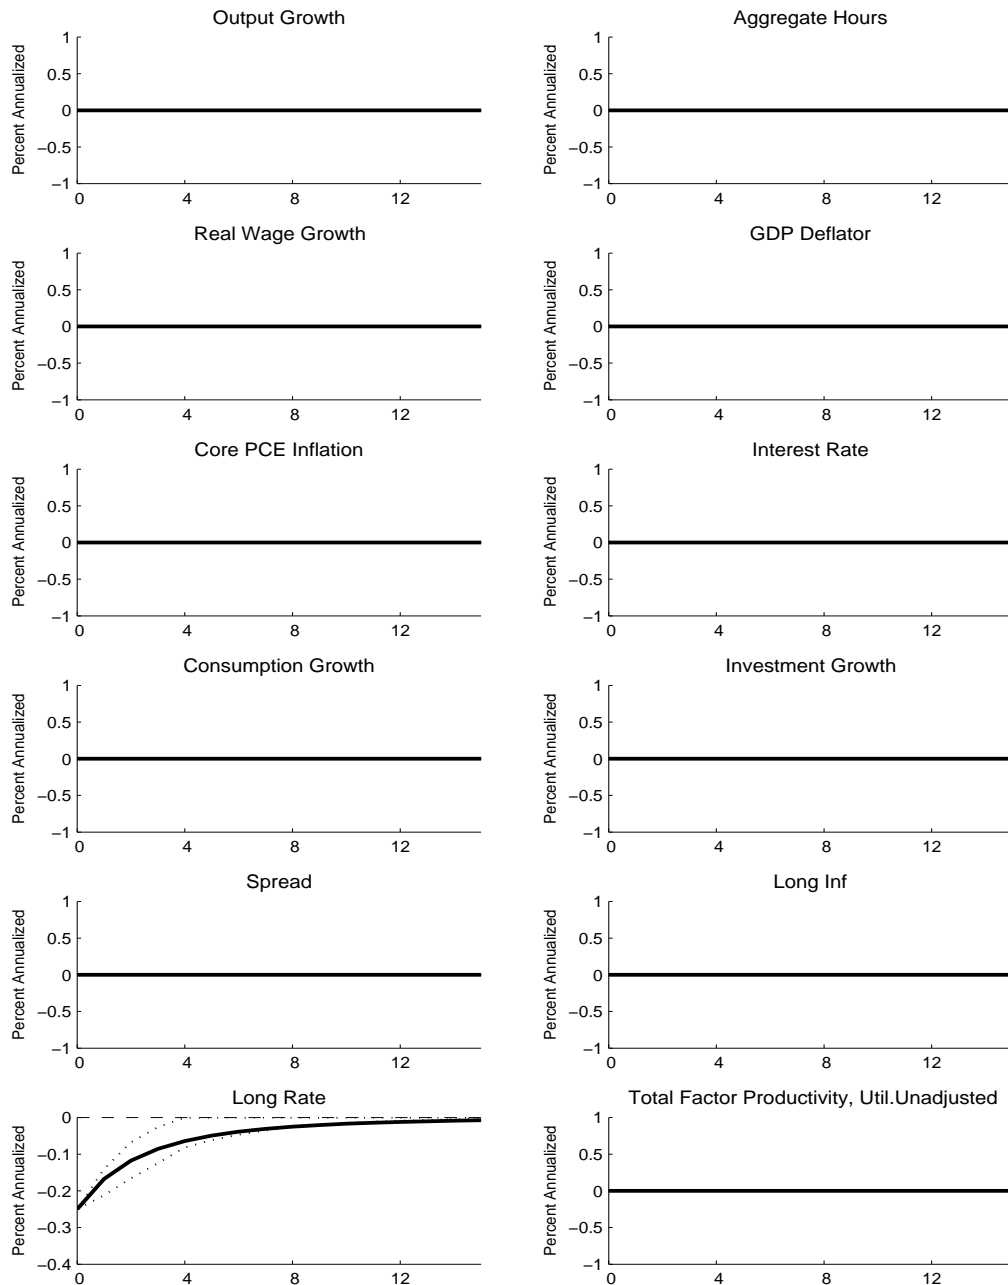 Output Growth
Percent Annualized
1
0.5
0
−0.5
−1
0 4 8 12
Aggregate Hours
Percent Annualized
1
0.5
0
−0.5
−1
0 4 8 12
Real Wage Growth
Percent Annualized
1
0.5
0
−0.5
−1
0 4 8 12
GDP Deflator
Percent Annualized
1
0.5
0
−0.5
−1
0 4 8 12
Core PCE Inflation
Percent Annualized
1
0.5
0
−0.5
−1
0 4 8 12
Interest Rate
Percent Annualized
1
0.5
0
−0.5
−1
0 4 8 12
Consumption Growth
Percent Annualized
1
0.5
0
−0.5
−1
0 4 8 12
Investment Growth
Percent Annualized
1
0.5
0
−0.5
−1
0 4 8 12
Spread
Percent Annualized
1
0.5
0
−0.5
−1
0 4 8 12
Long Inf
Percent Annualized
1
0.5
0
−0.5
−1
0 4 8 12
Long Rate
Percent Annualized
0
−0.1
−0.2
−0.3
−0.4
0 4 8 12
Total Factor Productivity, Util.Unadjusted
Percent Annualized
1
0.5
0
−0.5
−1
0 4 8 12